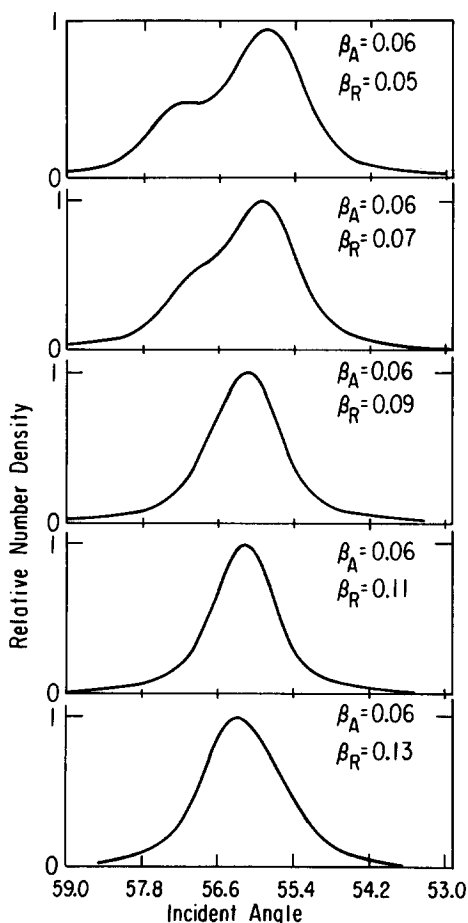 Relative Number Density
1
β_A=0.06
β_R=0.05
0
1
β_A=0.06
β_R=0.07
0
1
β_A=0.06
β_R=0.09
0
1
β_A=0.06
β_R=0.11
0
1
β_A=0.06
β_R=0.13
0
59.0 57.8 56.6 55.4 54.2 53.0
Incident Angle